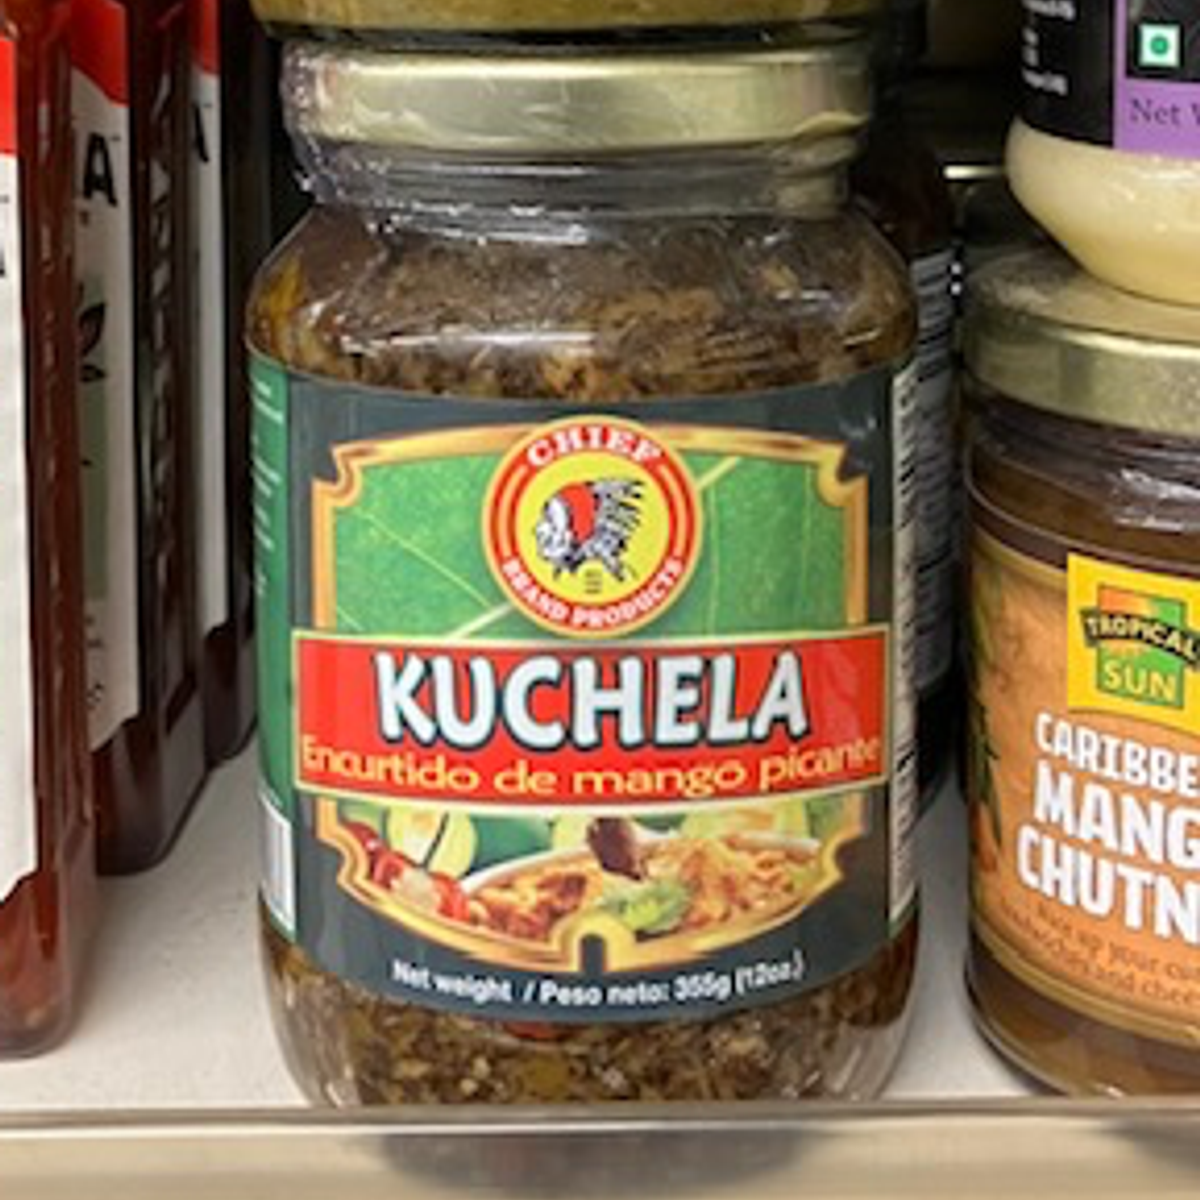 CHIEF
BRAND PRODUCTS
KUCHELA
Encurtido de mango picante
Net weight / Peso neto: 355g (12oz.)
A
Net
TROPICAL
SUN
CARIBBE
MANG
CHUTN